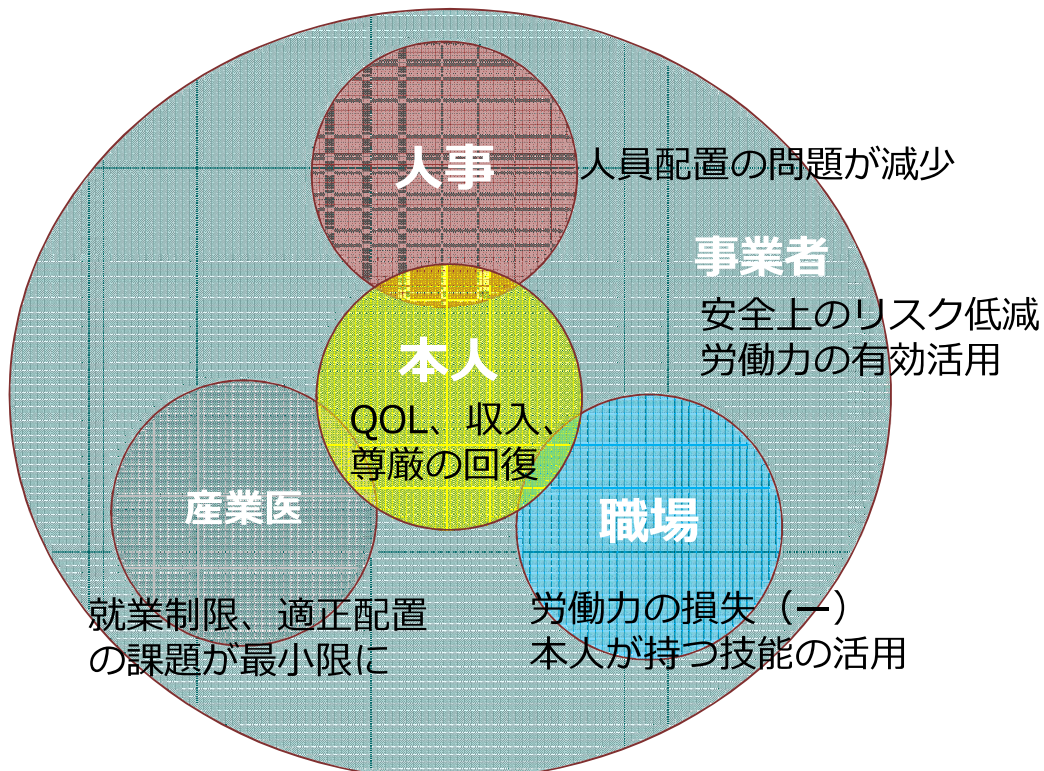 人事
人員配置の問題が減少
事業者
安全上のリスク低減
労働力の有効活用
本人
QOL、収入、
尊厳の回復
産業医
就業制限、適正配置
の課題が最小限に
職場
労働力の損失（ー）
本人が持つ技能の活用